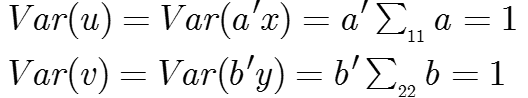 Var(u) = Var(a′x) = a′∑₁₁ a = 1
Var(v) = Var(b′y) = b′∑₂₂ b = 1